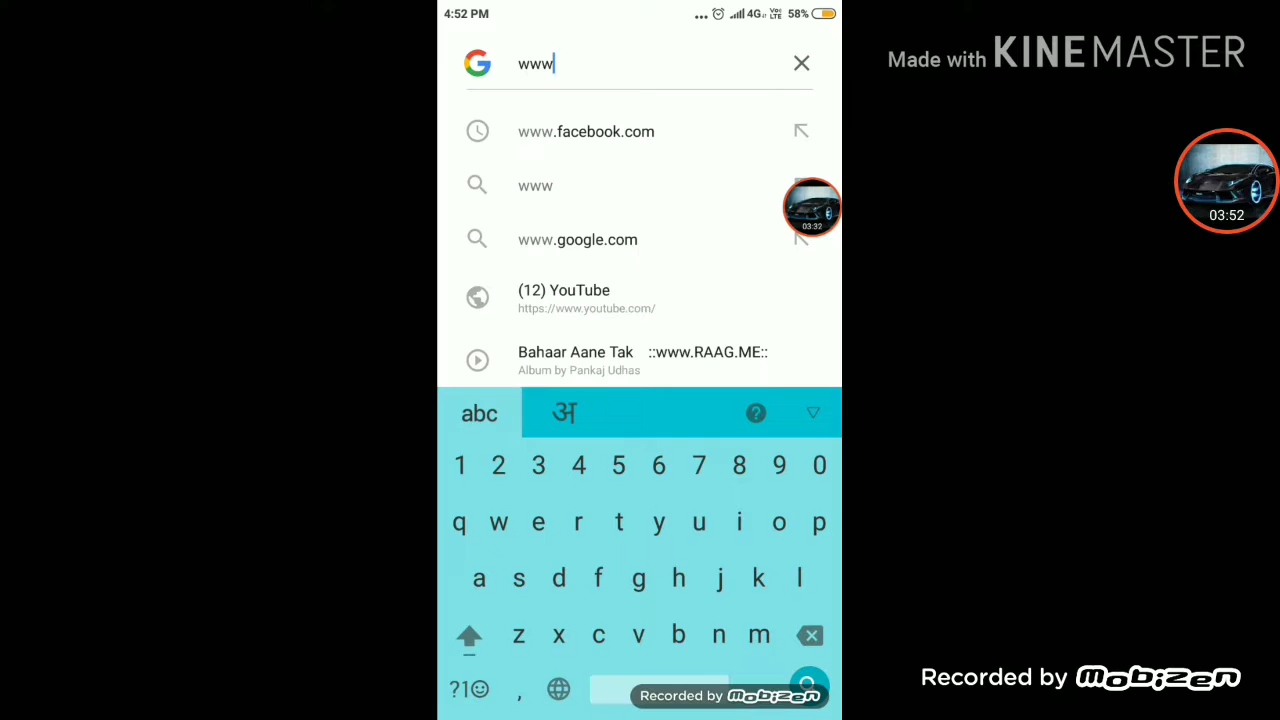 4:52 PM
... 4G VoLTE 58%
Made with KINEMASTER
G www
www.facebook.com
www
03:32
03:52
www.google.com
(12) YouTube
https://www.youtube.com/
Bahaar Aane Tak ::www.RAAG.ME::
Album by Pankaj Udhas
abc अ ?
1 2 3 4 5 6 7 8 9 0
q w e r t y u i o p
a s d f g h j k l
z x c v b n m
?1☺ ,
Recorded by mobizen
Recorded by mobizen